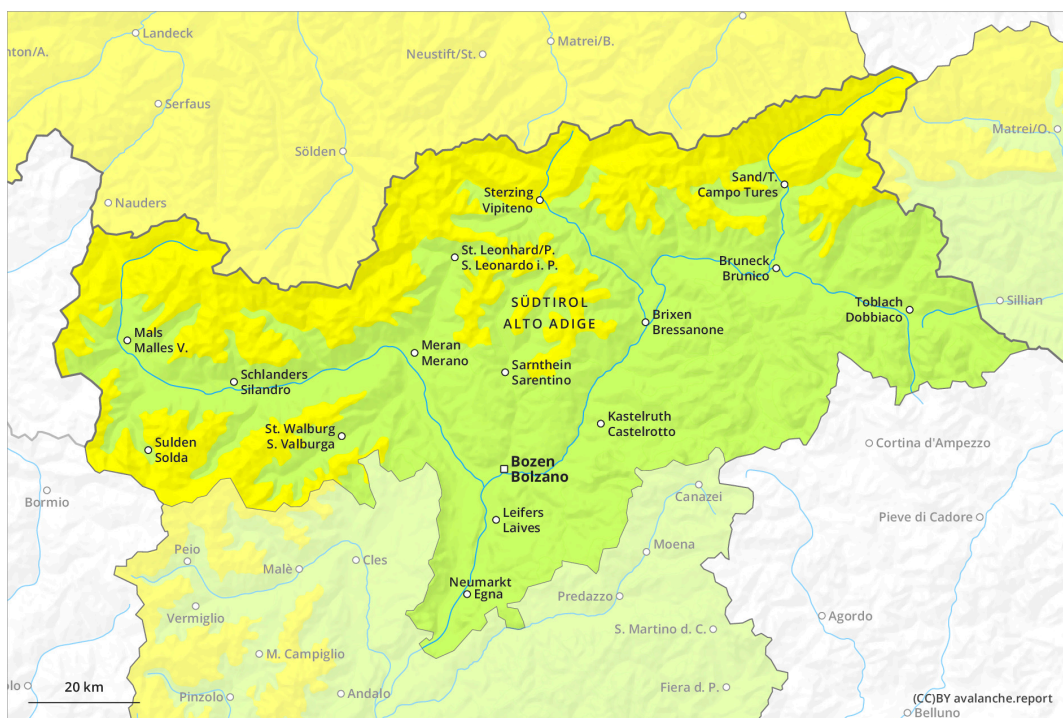 Landeck
nton/A.
Neustift/St.
Matrei/B.
Serfaus
Matrei/O.
Sölden
Sand/T.
Campo Tures
Sterzing
Vipiteno
Nauders
St. Leonhard/P.
S. Leonardo i. P.
Bruneck
Brunico
SÜDTIROL
ALTO ADIGE
Toblach
Dobbiaco
Sillian
Brixen
Bressanone
Mals
Malles V.
Meran
Merano
Sarnthein
Sarentino
Schlanders
Silandro
Kastelruth
Castelrotto
St. Walburg
S. Valburga
Sulden
Solda
Cortina d'Ampezzo
Bozen
Bolzano
Bormio
Canazei
Leifers
Laives
Pieve di Cadore
Peio
Cles
Moena
Malè
Neumarkt
Egna
Predazzo
Vermiglio
Agordo
S. Martino d. C.
M. Campiglio
20 km
olo
Pinzolo
Andalo
Fiera d. P.
(CC)BY avalanche.report
Belluno